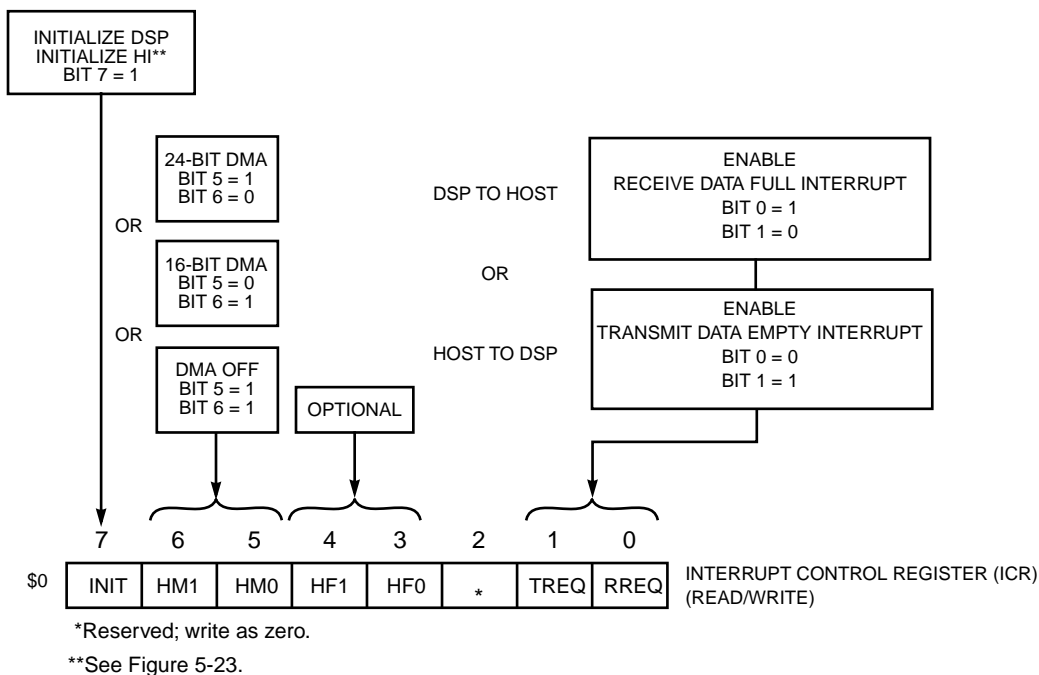 INITIALIZE DSP
INITIALIZE HI**
BIT 7 = 1
24-BIT DMA
BIT 5 = 1
BIT 6 = 0
OR
16-BIT DMA
BIT 5 = 0
BIT 6 = 1
OR
DMA OFF
BIT 5 = 1
BIT 6 = 1
OPTIONAL
DSP TO HOST
OR
HOST TO DSP
ENABLE
RECEIVE DATA FULL INTERRUPT
BIT 0 = 1
BIT 1 = 0
ENABLE
TRANSMIT DATA EMPTY INTERRUPT
BIT 0 = 0
BIT 1 = 1
7 6 5 4 3 2 1 0
$0 INIT HM1 HM0 HF1 HF0 * TREQ RREQ
INTERRUPT CONTROL REGISTER (ICR)
(READ/WRITE)
*Reserved; write as zero.
**See Figure 5-23.